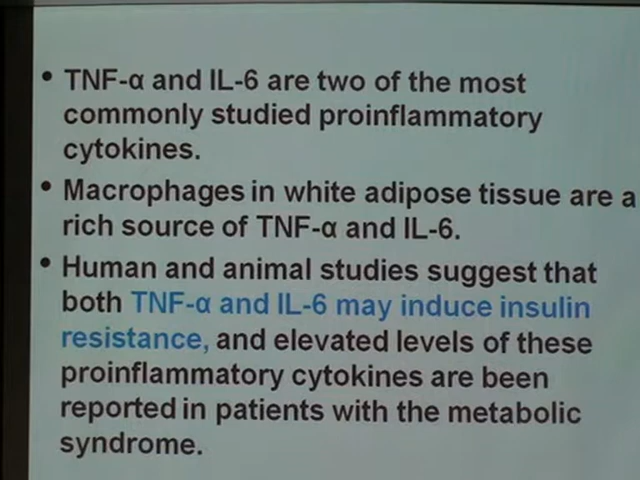 • TNF-α and IL-6 are two of the most
commonly studied proinflammatory
cytokines.
• Macrophages in white adipose tissue are a
rich source of TNF-α and IL-6.
• Human and animal studies suggest that
both TNF-α and IL-6 may induce insulin
resistance, and elevated levels of these
proinflammatory cytokines are been
reported in patients with the metabolic
syndrome.